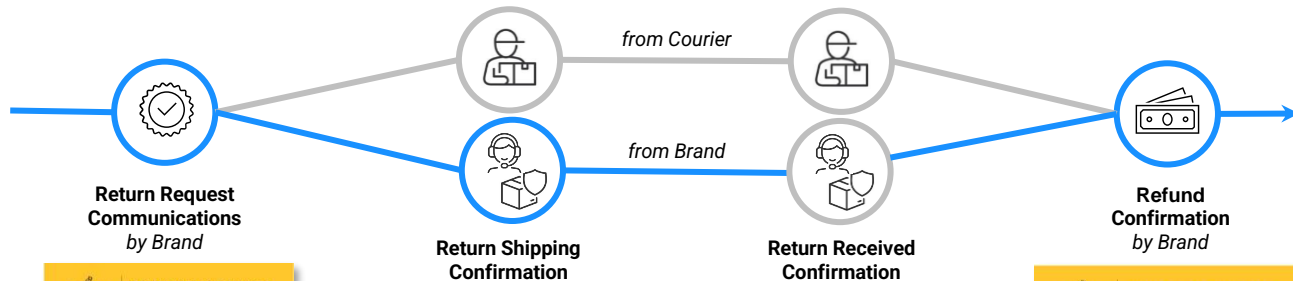 from Courier
from Brand
Return Request
Communications
by Brand
Return Shipping
Confirmation
Return Received
Confirmation
Refund
Confirmation
by Brand